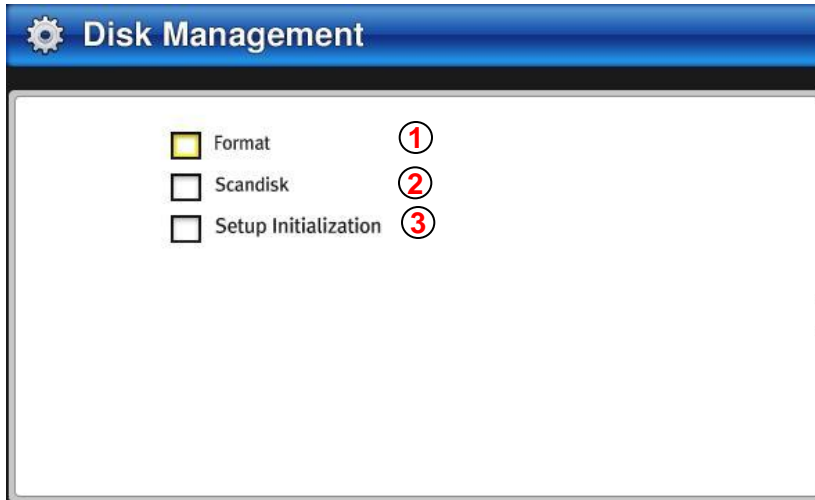 Disk Management
Format 1
Scandisk 2
Setup Initialization 3